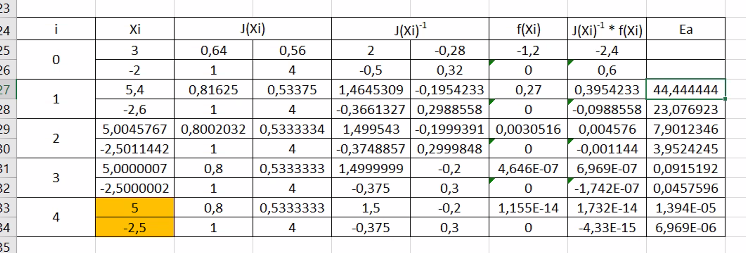 23
24 i Xi J(Xi) J(Xi)⁻¹ f(Xi) J(Xi)⁻¹ * f(Xi) Ea
25 0 3 0,64 0,56 2 -0,28 -1,2 -2,4
26 -2 1 4 -0,5 0,32 0 0,6
27 1 5,4 0,81625 0,53375 1,4645309 -0,1954233 0,27 0,3954233 44,444444
28 -2,6 1 4 -0,3661327 0,2988558 0 -0,0988558 23,076923
29 2 5,0045767 0,8002032 0,5333334 1,499543 -0,1999391 0,0030516 0,004576 7,9012346
30 -2,5011442 1 4 -0,3748857 0,2999848 0 -0,001144 3,9524245
31 3 5,0000007 0,8 0,5333333 1,4999999 -0,2 4,646E-07 6,969E-07 0,0915192
32 -2,5000002 1 4 -0,375 0,3 0 -1,742E-07 0,0457596
33 4 5 0,8 0,5333333 1,5 -0,2 1,155E-14 1,732E-14 1,394E-05
34 -2,5 1 4 -0,375 0,3 0 -4,33E-15 6,969E-06
35